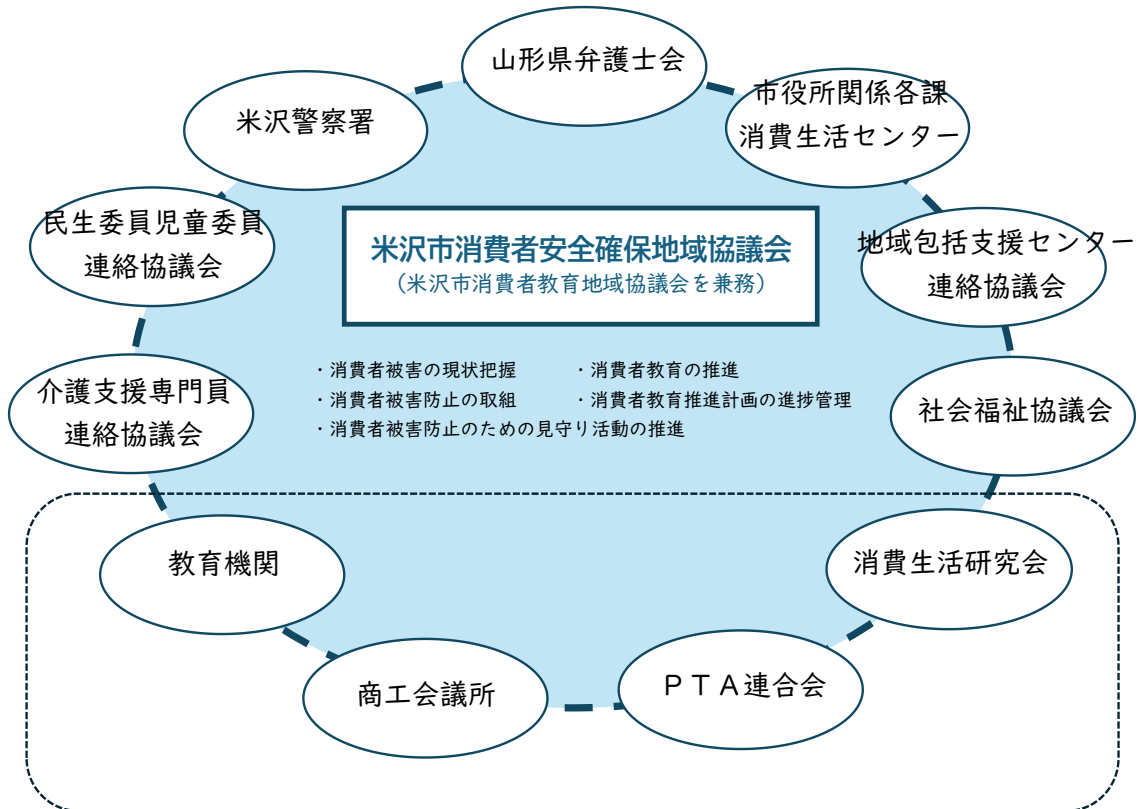 山形県弁護士会
市役所関係各課
消費生活センター
米沢警察署
民生委員児童委員
連絡協議会
米沢市消費者安全確保地域協議会
(米沢市消費者教育地域協議会を兼務)
地域包括支援センター
連絡協議会
・消費者被害の現状把握　・消費者教育の推進
・消費者被害防止の取組　・消費者教育推進計画の進捗管理
・消費者被害防止のための見守り活動の推進
介護支援専門員
連絡協議会
社会福祉協議会
教育機関
消費生活研究会
商工会議所
ＰＴＡ連合会